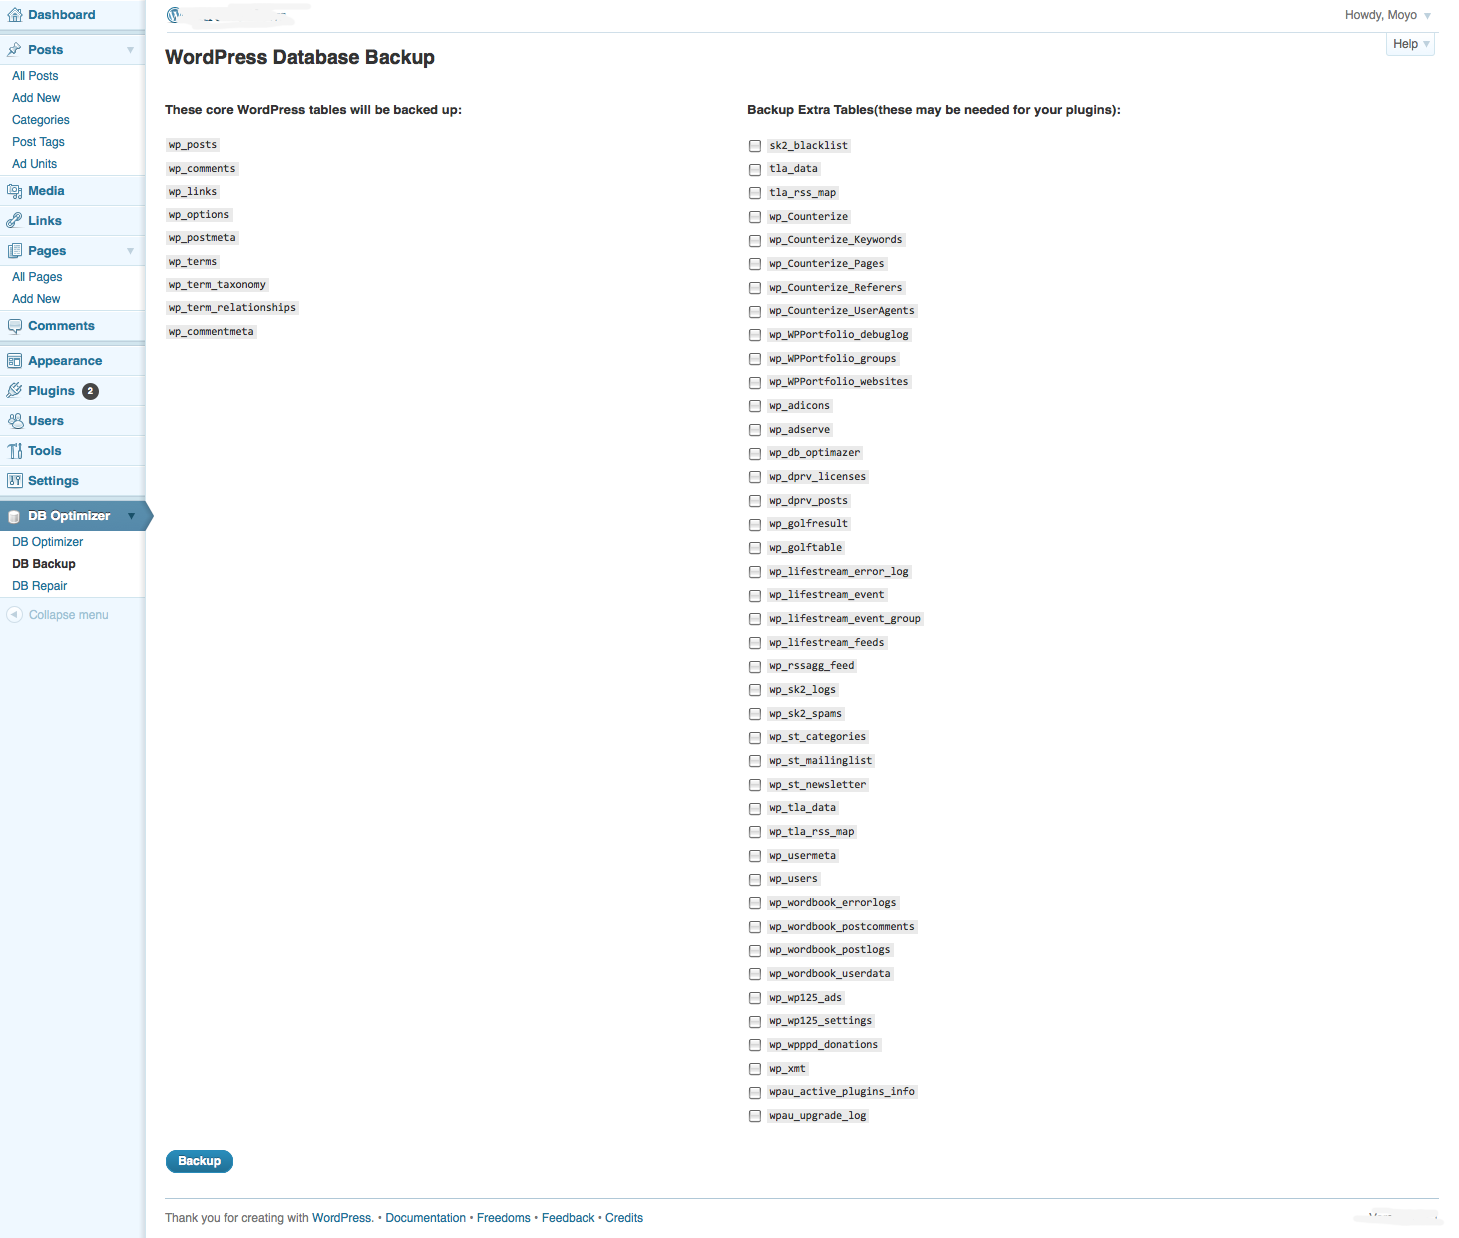 Dashboard
Posts
All Posts
Add New
Categories
Post Tags
Ad Units
Media
Links
Pages
All Pages
Add New
Comments
Appearance
Plugins 2
Users
Tools
Settings
DB Optimizer
DB Optimizer
DB Backup
DB Repair
Collapse menu
Howdy, Moyo
Help
WordPress Database Backup
These core WordPress tables will be backed up:
wp_posts
wp_comments
wp_links
wp_options
wp_postmeta
wp_terms
wp_term_taxonomy
wp_term_relationships
wp_commentmeta
Backup Extra Tables(these may be needed for your plugins):
sk2_blacklist
tla_data
tla_rss_map
wp_Counterize
wp_Counterize_Keywords
wp_Counterize_Pages
wp_Counterize_Referers
wp_Counterize_UserAgents
wp_WPPortfolio_debuglog
wp_WPPortfolio_groups
wp_WPPortfolio_websites
wp_adicons
wp_adserve
wp_db_optimazer
wp_dprv_licenses
wp_dprv_posts
wp_golfresult
wp_golftable
wp_lifestream_error_log
wp_lifestream_event
wp_lifestream_event_group
wp_lifestream_feeds
wp_rssagg_feed
wp_sk2_logs
wp_sk2_spams
wp_st_categories
wp_st_mailinglist
wp_st_newsletter
wp_tla_data
wp_tla_rss_map
wp_usermeta
wp_users
wp_wordbook_errorlogs
wp_wordbook_postcomments
wp_wordbook_postlogs
wp_wordbook_userdata
wp_wp125_ads
wp_wp125_settings
wp_wpppd_donations
wp_xmt
wpau_active_plugins_info
wpau_upgrade_log
Backup
Thank you for creating with WordPress. • Documentation • Freedoms • Feedback • Credits